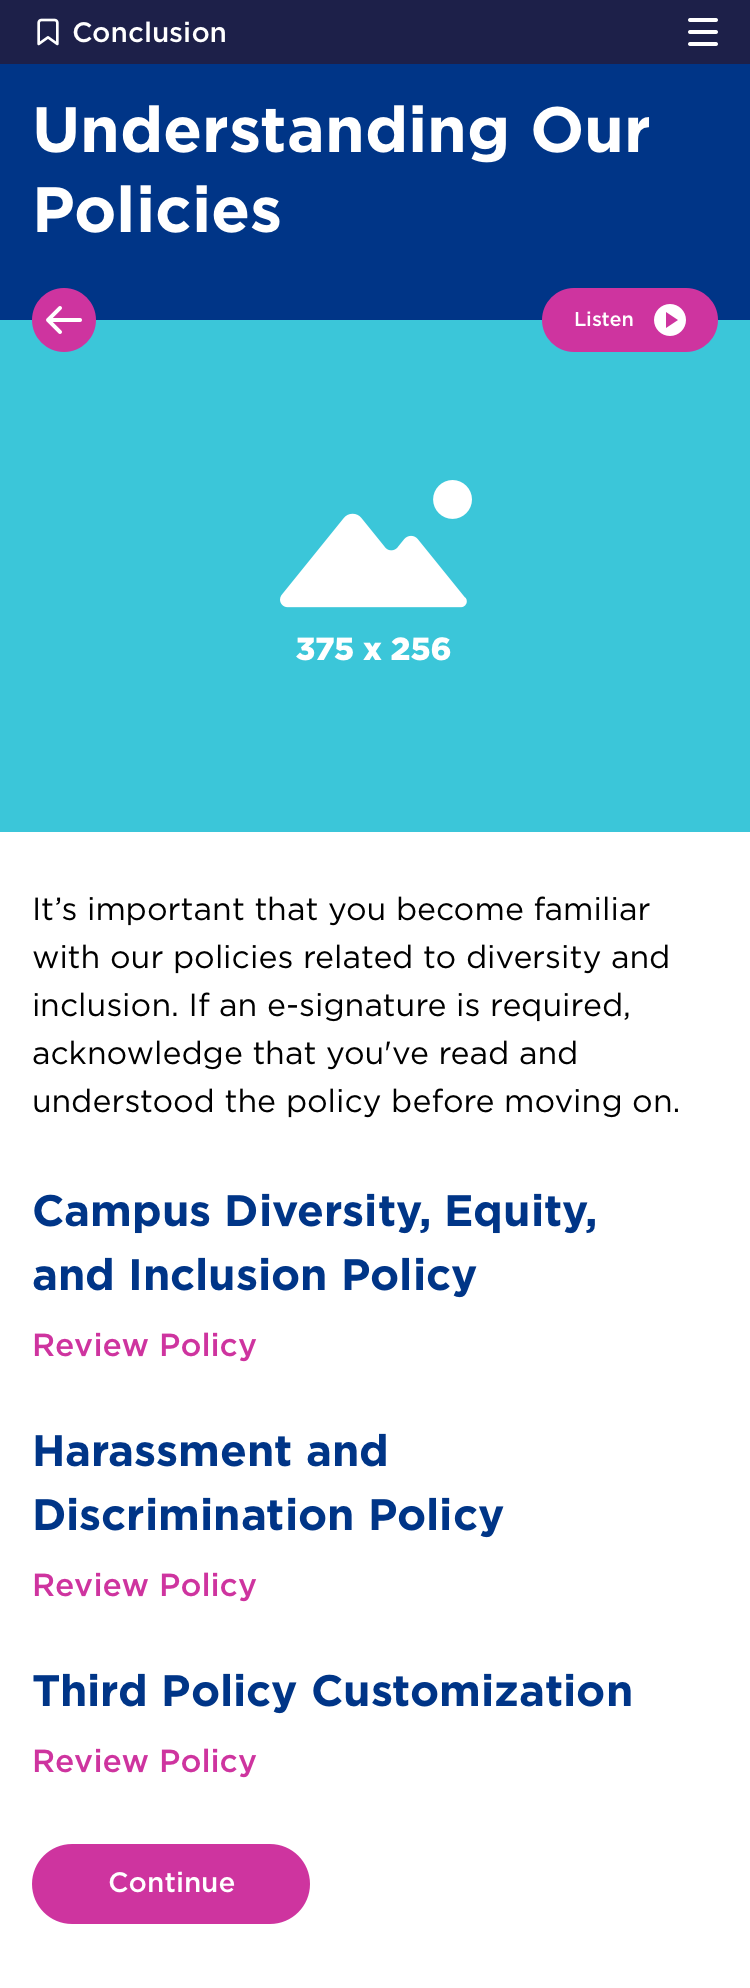 Conclusion
Understanding Our
Policies
Listen
375 x 256
It’s important that you become familiar
with our policies related to diversity and
inclusion. If an e-signature is required,
acknowledge that you've read and
understood the policy before moving on.
Campus Diversity, Equity,
and Inclusion Policy
Review Policy
Harassment and
Discrimination Policy
Review Policy
Third Policy Customization
Review Policy
Continue